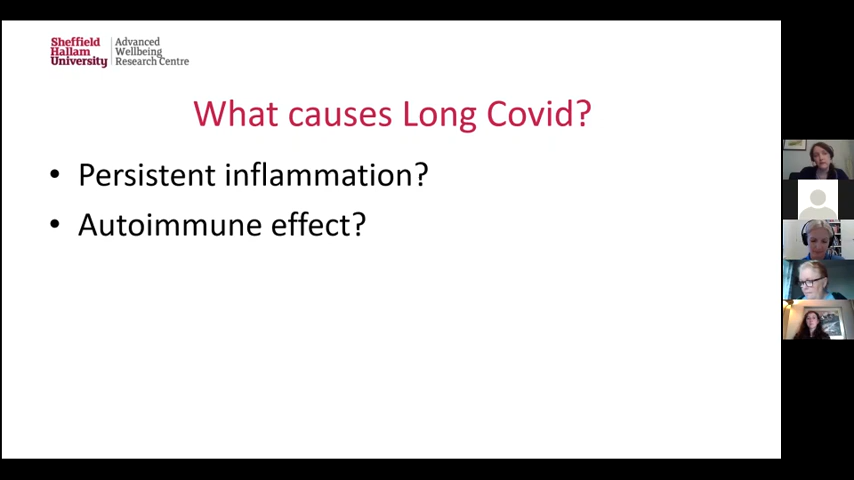 Sheffield
Hallam
University
Advanced
Wellbeing
Research Centre
What causes Long Covid?
• Persistent inflammation?
• Autoimmune effect?